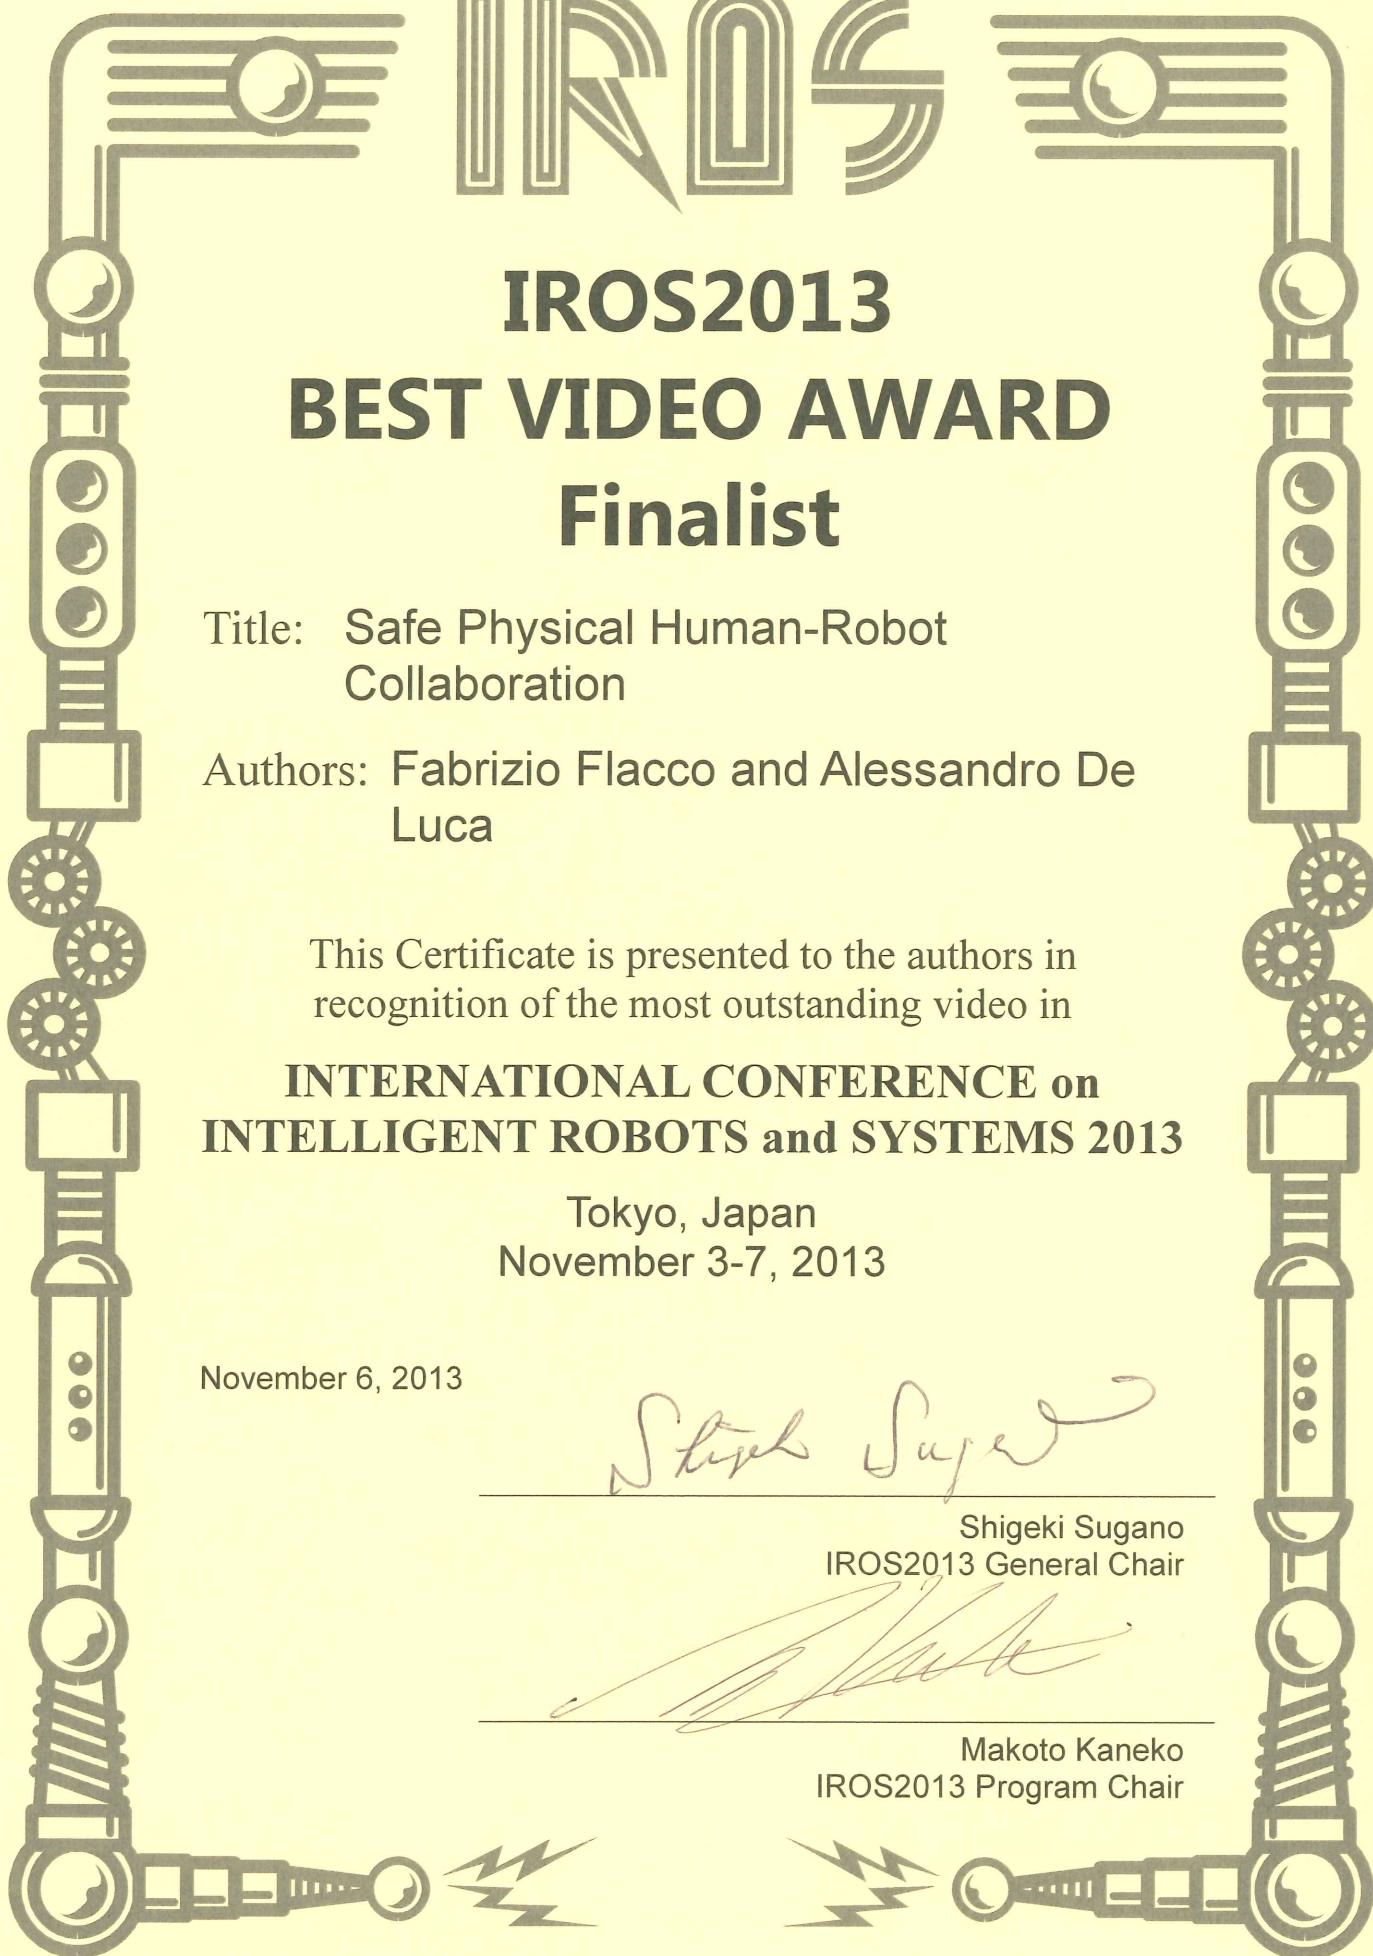 IROS
IROS2013
BEST VIDEO AWARD
Finalist
Title: Safe Physical Human-Robot
Collaboration
Authors: Fabrizio Flacco and Alessandro De
Luca
This Certificate is presented to the authors in
recognition of the most outstanding video in
INTERNATIONAL CONFERENCE on
INTELLIGENT ROBOTS and SYSTEMS 2013
Tokyo, Japan
November 3-7, 2013
November 6, 2013
Shigeki Sugano
Shigeki Sugano
IROS2013 General Chair
Makoto Kaneko
IROS2013 Program Chair